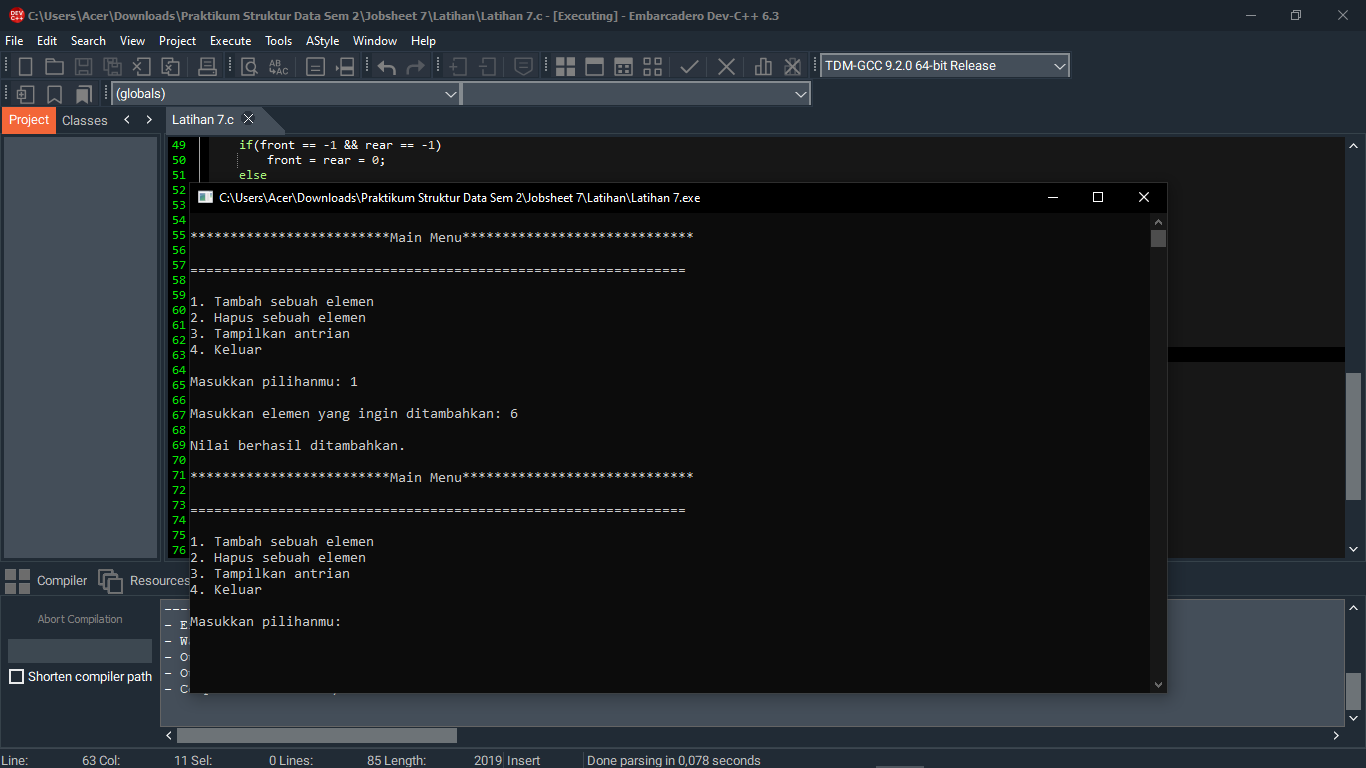 C:\Users\Acer\Downloads\Praktikum Struktur Data Sem 2\Jobsheet 7\Latihan\Latihan 7.c - [Executing] - Embarcadero Dev-C++ 6.3
File Edit Search View Project Execute Tools AStyle Window Help
TDM-GCC 9.2.0 64-bit Release
(globals)
Project Classes
Latihan 7.c
49 if(front == -1 && rear == -1)
50 front = rear = 0;
51 else
52
C:\Users\Acer\Downloads\Praktikum Struktur Data Sem 2\Jobsheet 7\Latihan\Latihan 7.exe
53
54
55 *************************Main Menu*****************************
56
57 ==============================================================
58
59 1. Tambah sebuah elemen
60 2. Hapus sebuah elemen
61 3. Tampilkan antrian
62
63 4. Keluar
64
65 Masukkan pilihanmu: 1
66
67 Masukkan elemen yang ingin ditambahkan: 6
68
69 Nilai berhasil ditambahkan.
70
71 *************************Main Menu*****************************
72
73 ==============================================================
74
75 1. Tambah sebuah elemen
76 2. Hapus sebuah elemen
3. Tampilkan antrian
4. Keluar
Masukkan pilihanmu:
Compiler Resources
Abort Compilation
Shorten compiler path
Line: 63 Col: 11 Sel: 0 Lines: 85 Length: 2019 Insert Done parsing in 0,078 seconds